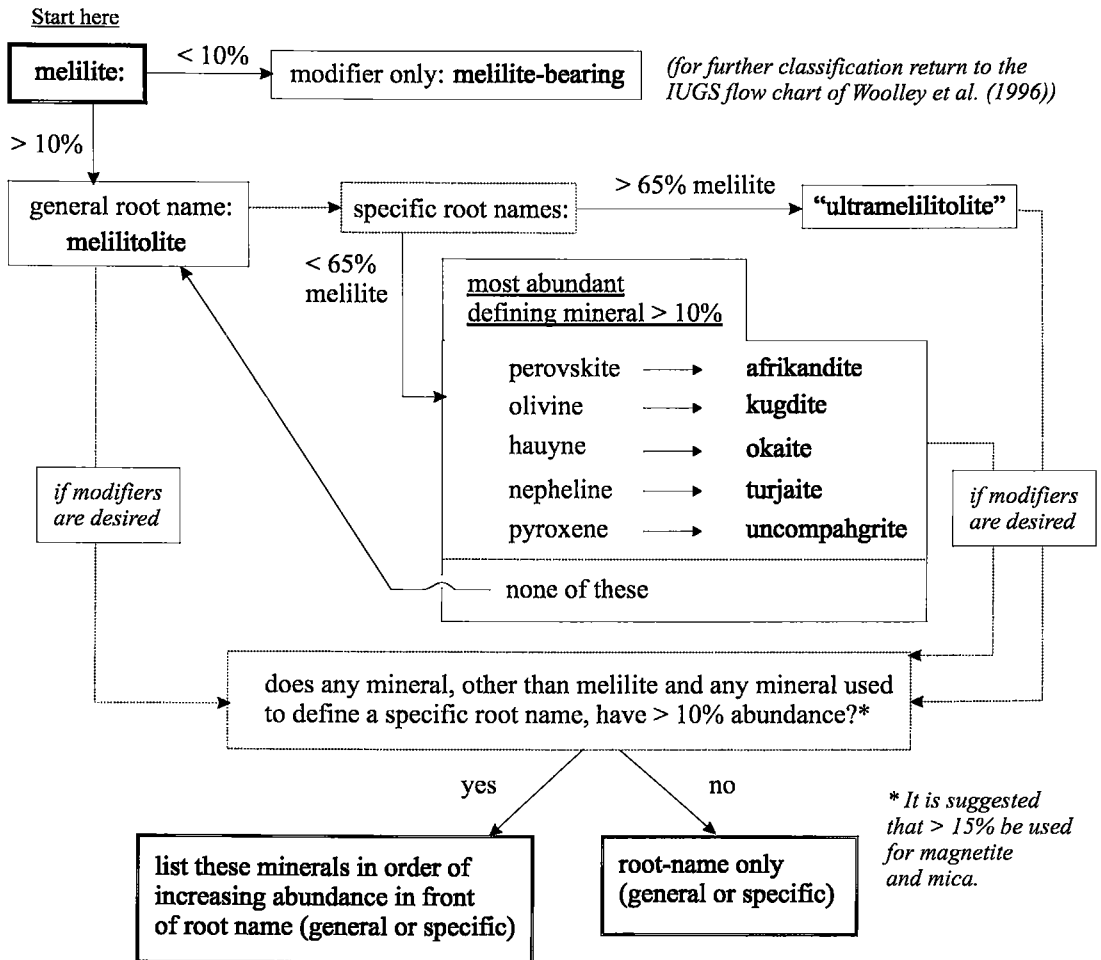 Start here
melilite:
< 10%
modifier only: melilite-bearing
(for further classification return to the
IUGS flow chart of Woolley et al. (1996))
> 10%
general root name:
melilitolite
specific root names:
> 65% melilite
“ultramelilitolite”
< 65%
melilite
most abundant
defining mineral > 10%
perovskite afrikandite
olivine kugdite
hauyne okaite
nepheline turjaite
pyroxene uncompahgrite
none of these
if modifiers
are desired
if modifiers
are desired
does any mineral, other than melilite and any mineral used
to define a specific root name, have > 10% abundance?*
yes
no
list these minerals in order of
increasing abundance in front
of root name (general or specific)
root-name only
(general or specific)
* It is suggested
that > 15% be used
for magnetite
and mica.